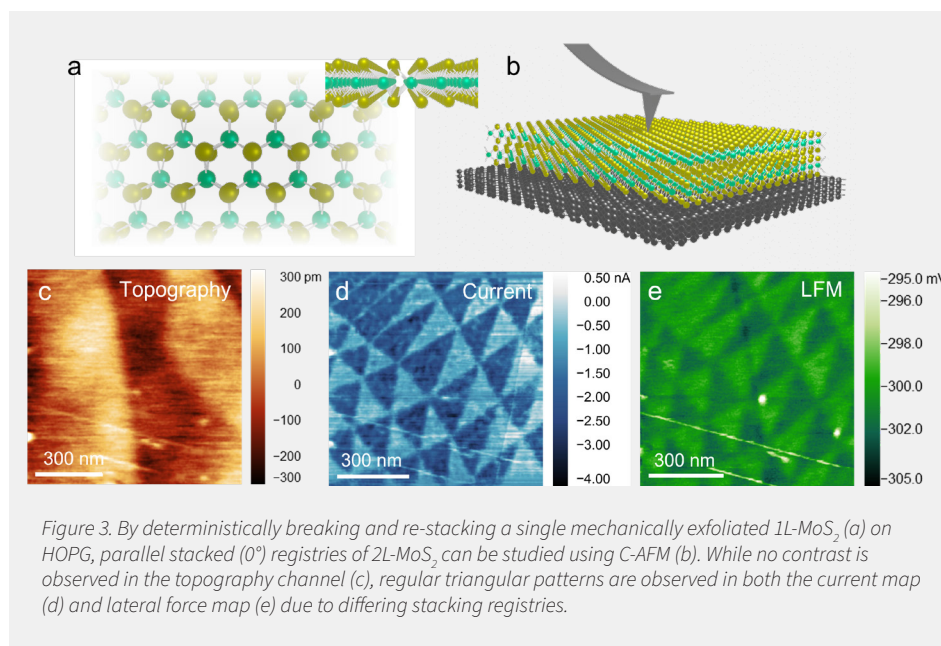 a
b
c
Topography
300 pm
200
100
0
−100
−200
−300
300 nm
d
Current
0.50 nA
0.00
−0.50
−1.00
−1.50
−2.00
−2.50
−3.00
−4.00
300 nm
e
LFM
−295.0 mV
−296.0
−298.0
−300.0
−302.0
−305.0
300 nm
Figure 3. By deterministically breaking and re-stacking a single mechanically exfoliated 1L-MoS₂ (a) on
HOPG, parallel stacked (0°) registries of 2L-MoS₂ can be studied using C-AFM (b). While no contrast is
observed in the topography channel (c), regular triangular patterns are observed in both the current map
(d) and lateral force map (e) due to differing stacking registries.